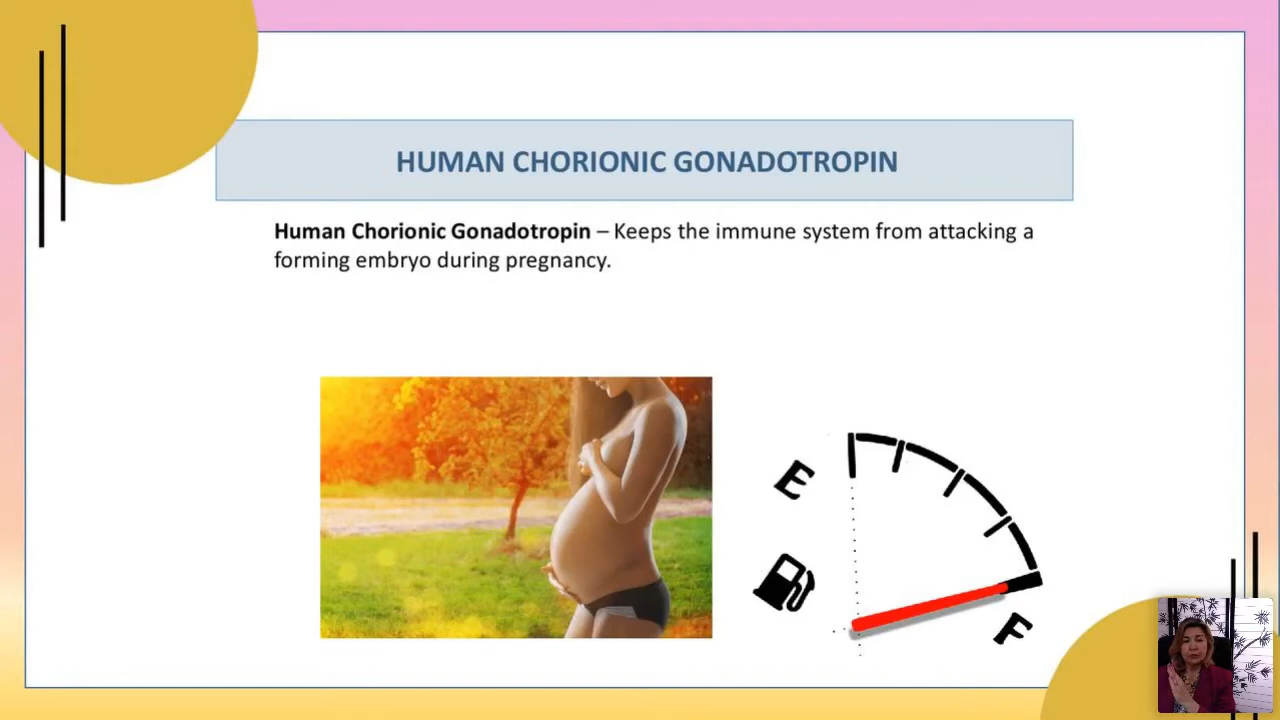 HUMAN CHORIONIC GONADOTROPIN
Human Chorionic Gonadotropin – Keeps the immune system from attacking a
forming embryo during pregnancy.
E
F